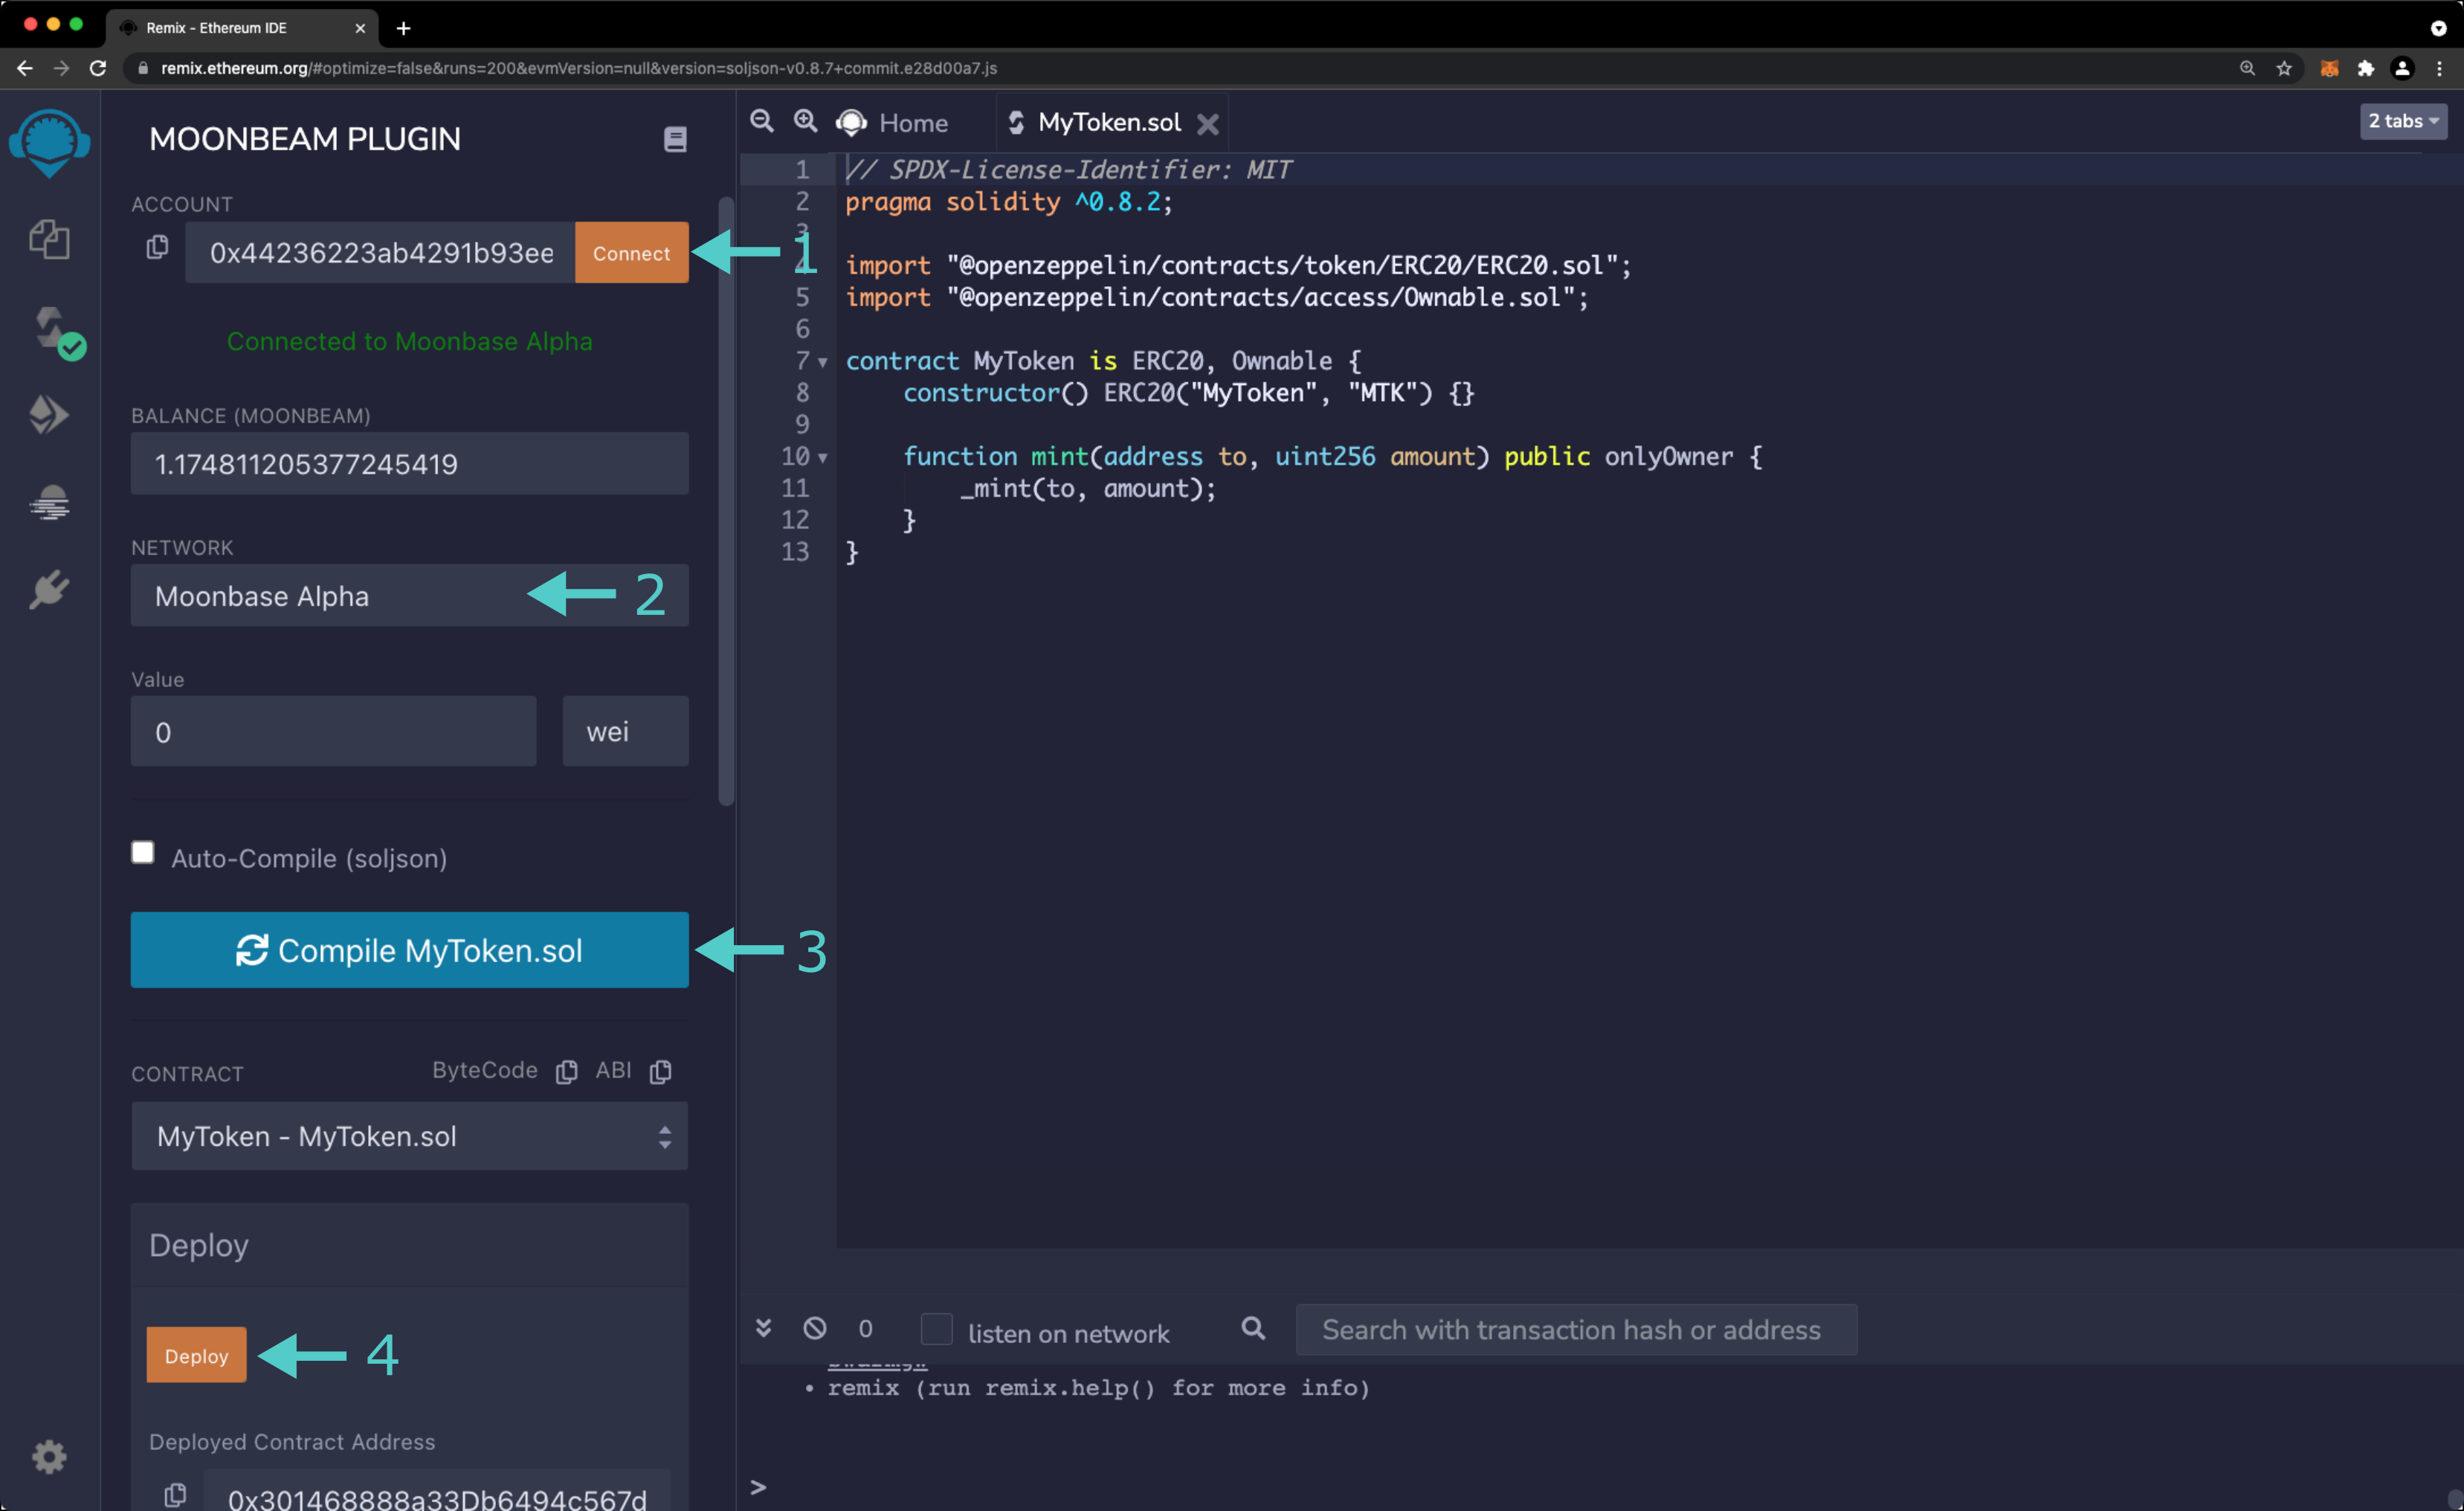 Remix - Ethereum IDE
remix.ethereum.org/#optimize=false&runs=200&evmVersion=null&version=soljson-v0.8.7+commit.e28d00a7.js
MOONBEAM PLUGIN
ACCOUNT
0x44236223ab4291b93ee
Connect
1
Connected to Moonbase Alpha
BALANCE (MOONBEAM)
1.174811205377245419
NETWORK
Moonbase Alpha
2
Value
0
wei
Auto-Compile (soljson)
Compile MyToken.sol
3
CONTRACT
ByteCode
ABI
MyToken - MyToken.sol
Deploy
Deploy
4
Deployed Contract Address
0x301468888a33Db6494c567d
Home
MyToken.sol
2 tabs
1 // SPDX-License-Identifier: MIT
2 pragma solidity ^0.8.2;
3
4 import "@openzeppelin/contracts/token/ERC20/ERC20.sol";
5 import "@openzeppelin/contracts/access/Ownable.sol";
6
7 contract MyToken is ERC20, Ownable {
8 constructor() ERC20("MyToken", "MTK") {}
9
10 function mint(address to, uint256 amount) public onlyOwner {
11 _mint(to, amount);
12 }
13 }
0
listen on network
Search with transaction hash or address
• remix (run remix.help() for more info)
>